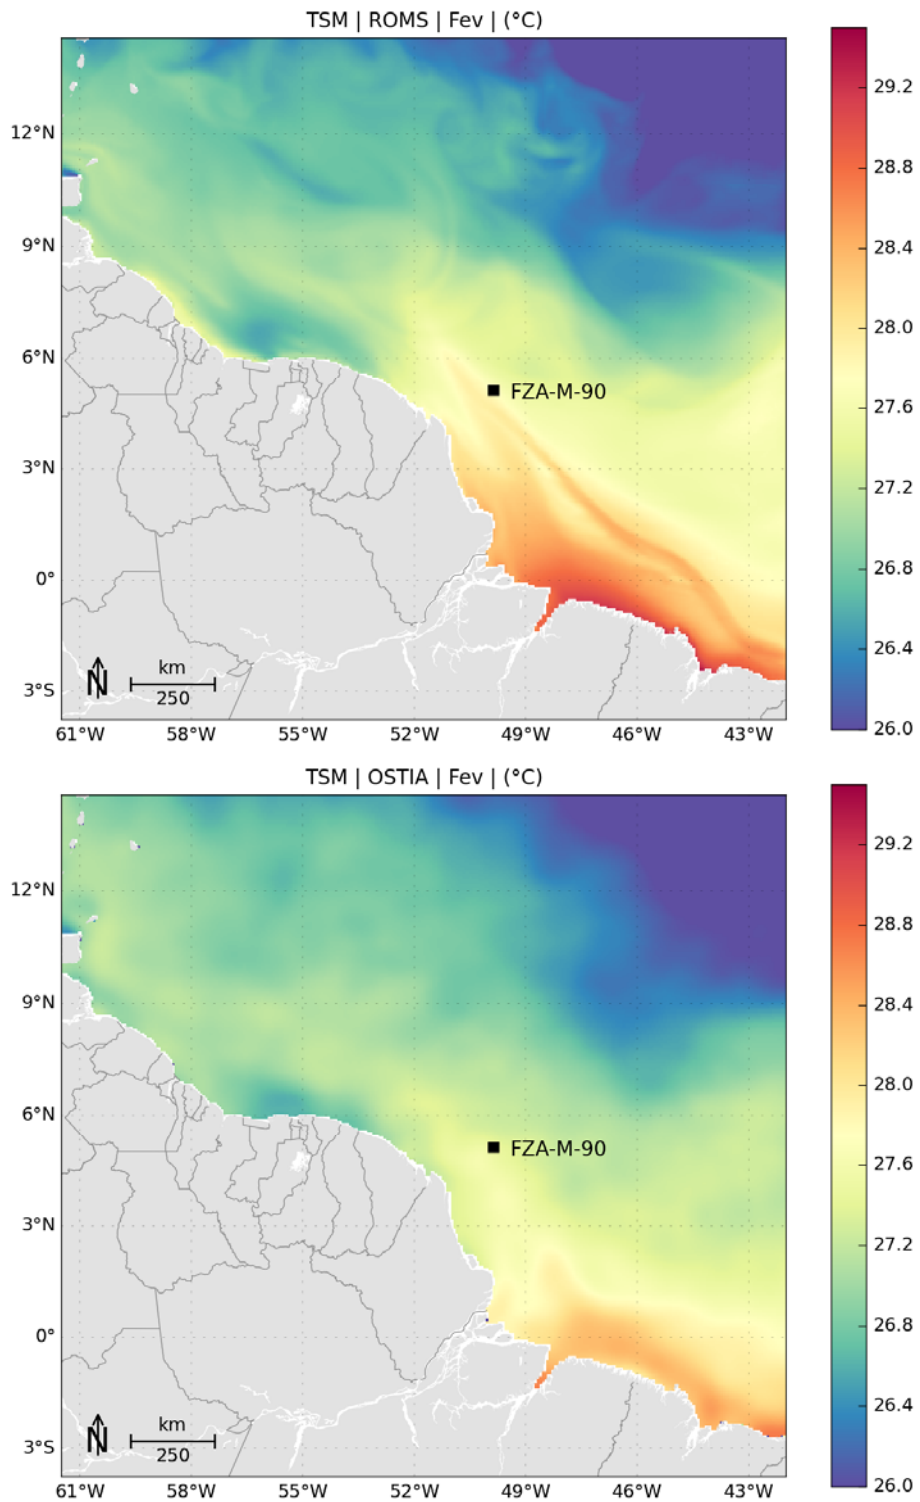 TSM | ROMS | Fev | (°C)
12°N
9°N
6°N
3°N
0°
3°S
61°W 58°W 55°W 52°W 49°W 46°W 43°W
FZA-M-90
N
km
250
29.2
28.8
28.4
28.0
27.6
27.2
26.8
26.4
26.0
TSM | OSTIA | Fev | (°C)
12°N
9°N
6°N
3°N
0°
3°S
61°W 58°W 55°W 52°W 49°W 46°W 43°W
FZA-M-90
N
km
250
29.2
28.8
28.4
28.0
27.6
27.2
26.8
26.4
26.0